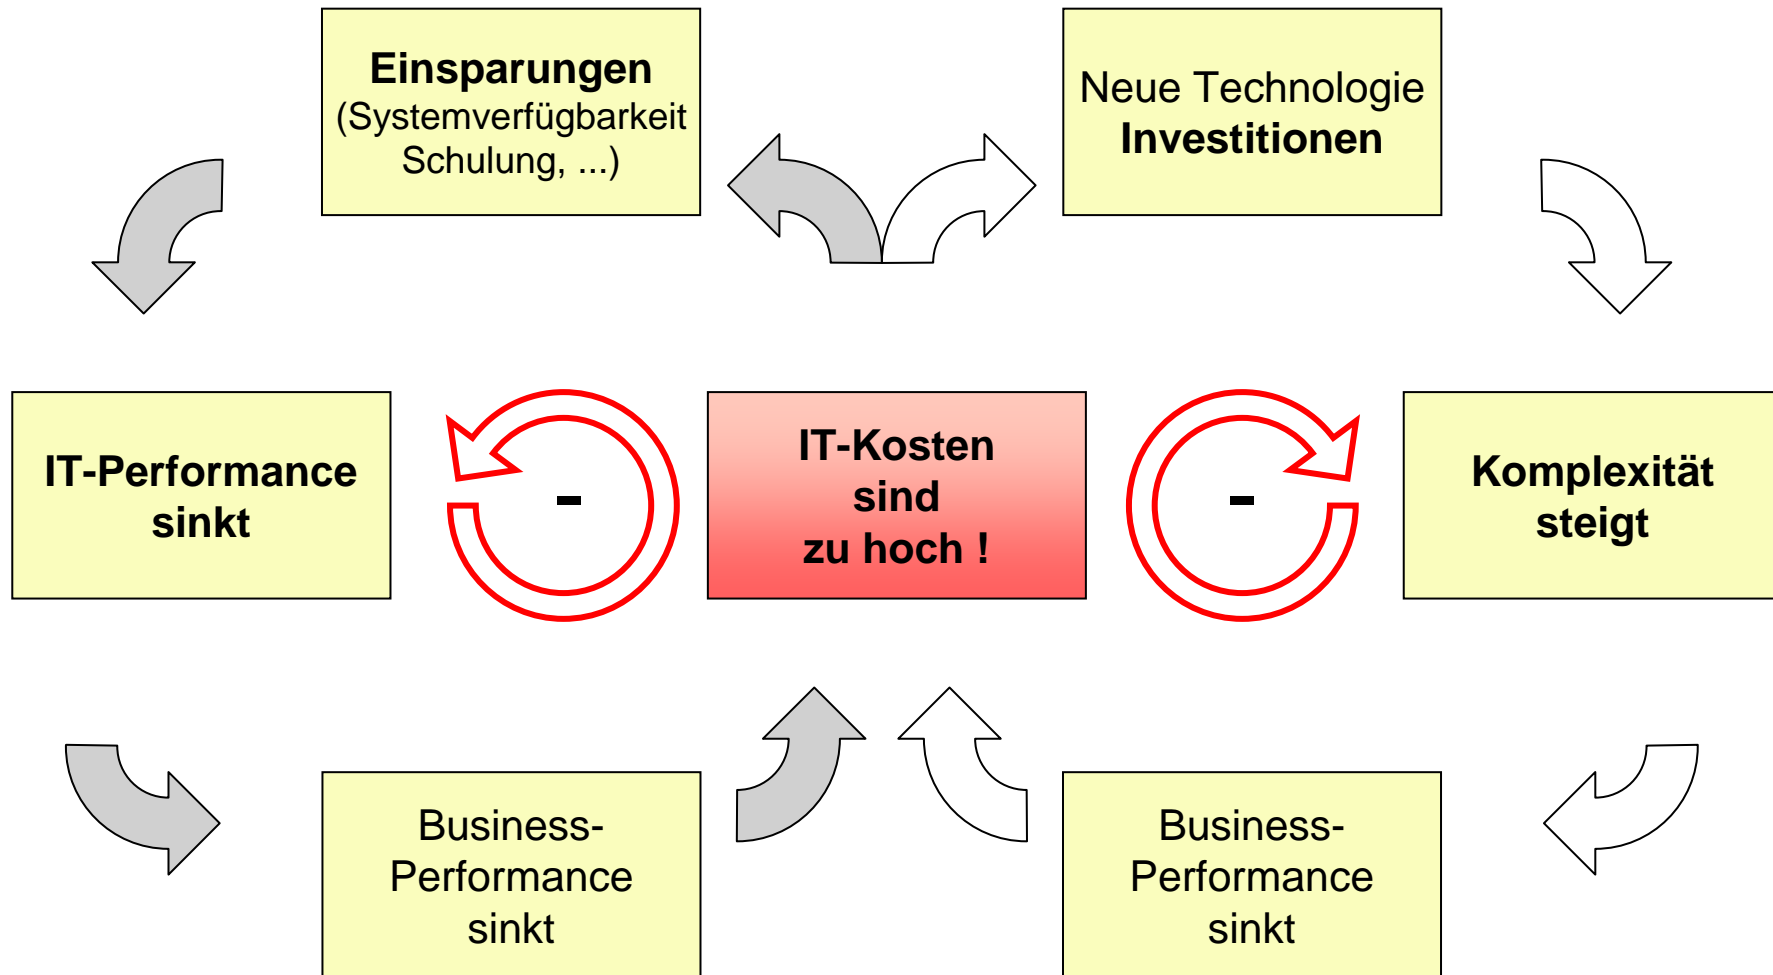 Einsparungen
(Systemverfügbarkeit
Schulung, ...)
Neue Technologie
Investitionen
IT-Performance
sinkt
-
IT-Kosten
sind
zu hoch !
-
Komplexität
steigt
Business-
Performance
sinkt
Business-
Performance
sinkt